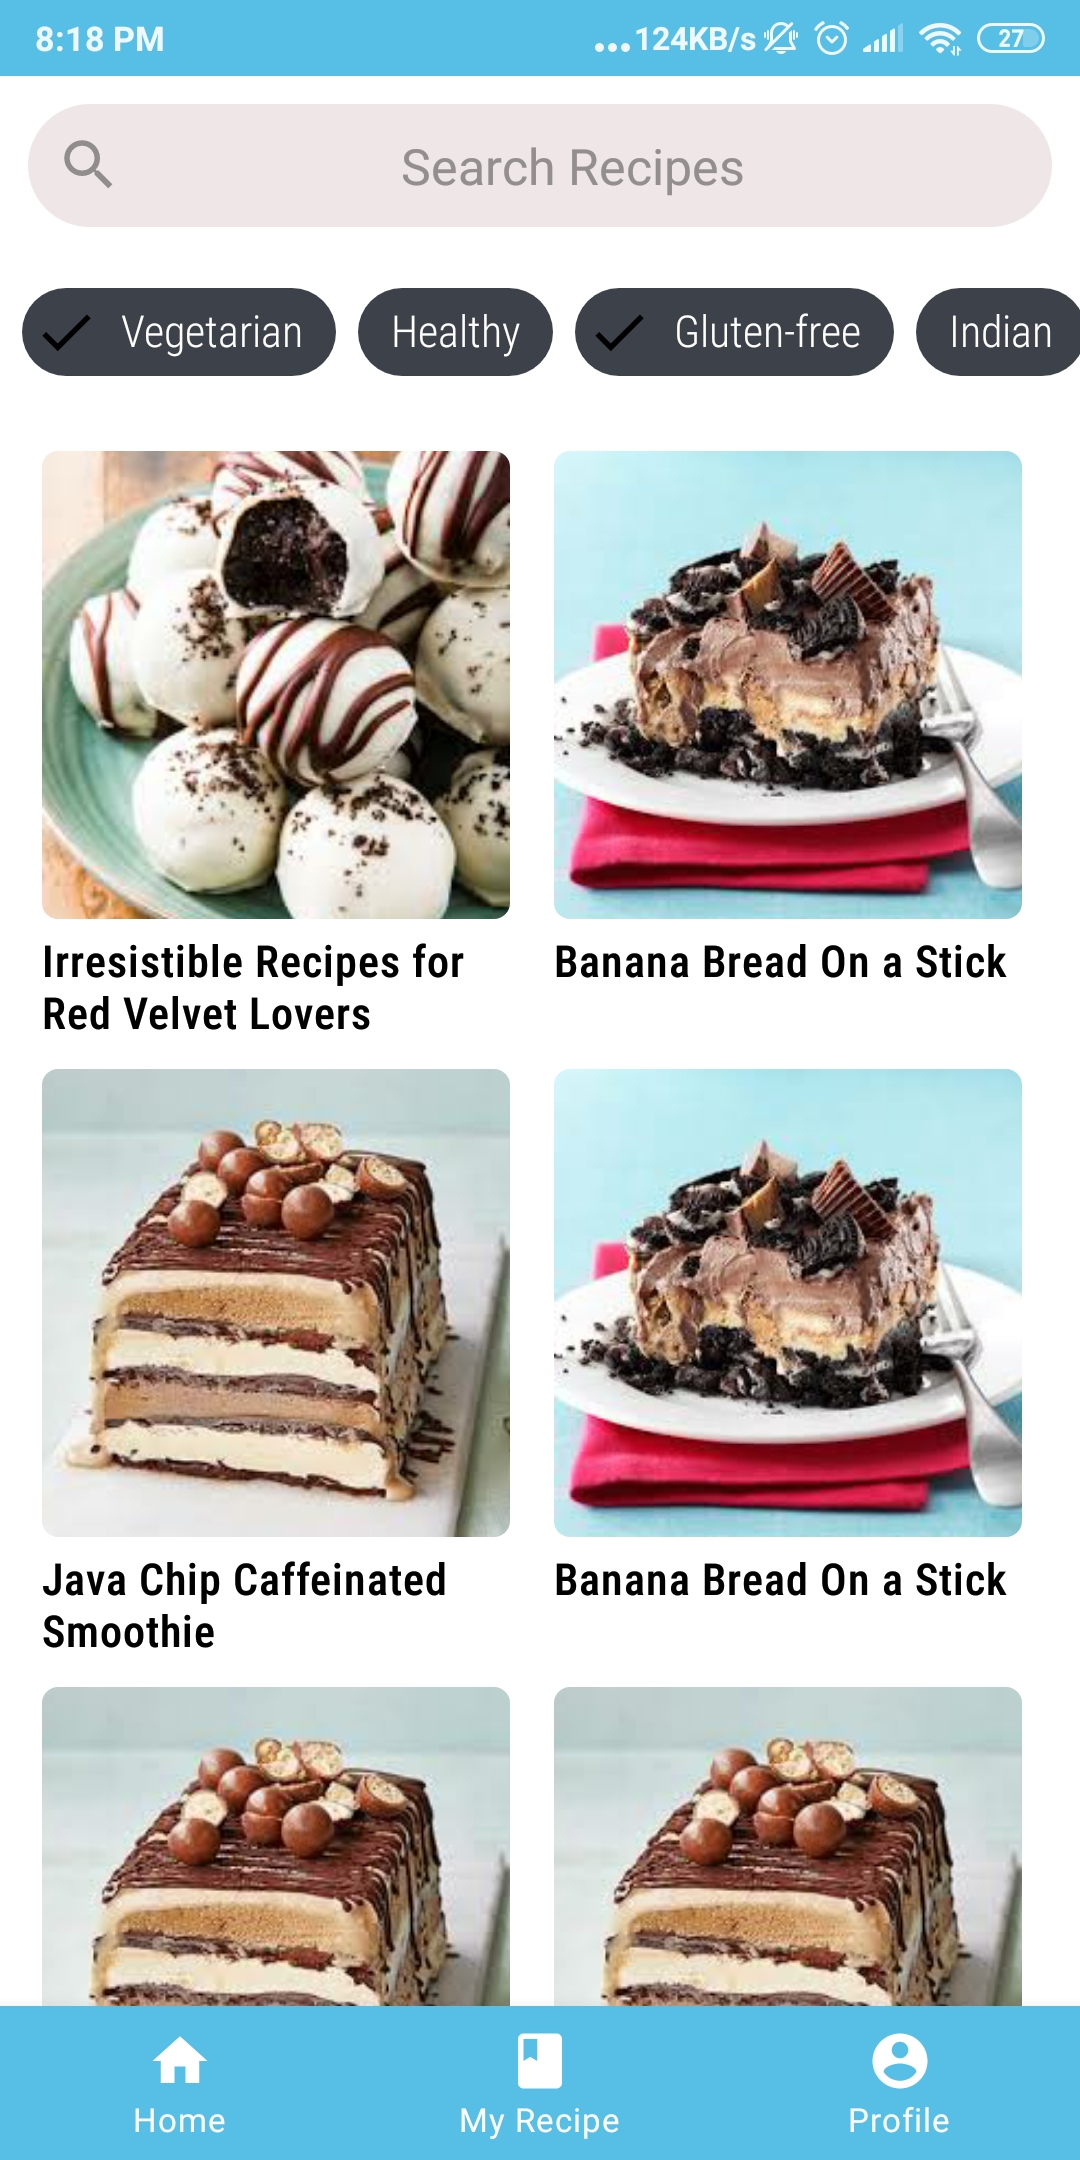 8:18 PM
...124KB/s
27
Search Recipes
Vegetarian
Healthy
Gluten-free
Indian
Irresistible Recipes for
Red Velvet Lovers
Banana Bread On a Stick
Java Chip Caffeinated
Smoothie
Banana Bread On a Stick
Home
My Recipe
Profile